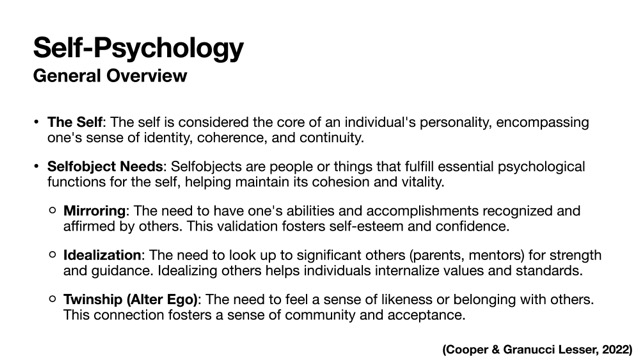 Self-Psychology
General Overview
• The Self: The self is considered the core of an individual's personality, encompassing
one's sense of identity, coherence, and continuity.
• Selfobject Needs: Selfobjects are people or things that fulfill essential psychological
functions for the self, helping maintain its cohesion and vitality.
○ Mirroring: The need to have one's abilities and accomplishments recognized and
affirmed by others. This validation fosters self-esteem and confidence.
○ Idealization: The need to look up to significant others (parents, mentors) for strength
and guidance. Idealizing others helps individuals internalize values and standards.
○ Twinship (Alter Ego): The need to feel a sense of likeness or belonging with others.
This connection fosters a sense of community and acceptance.
(Cooper & Granucci Lesser, 2022)